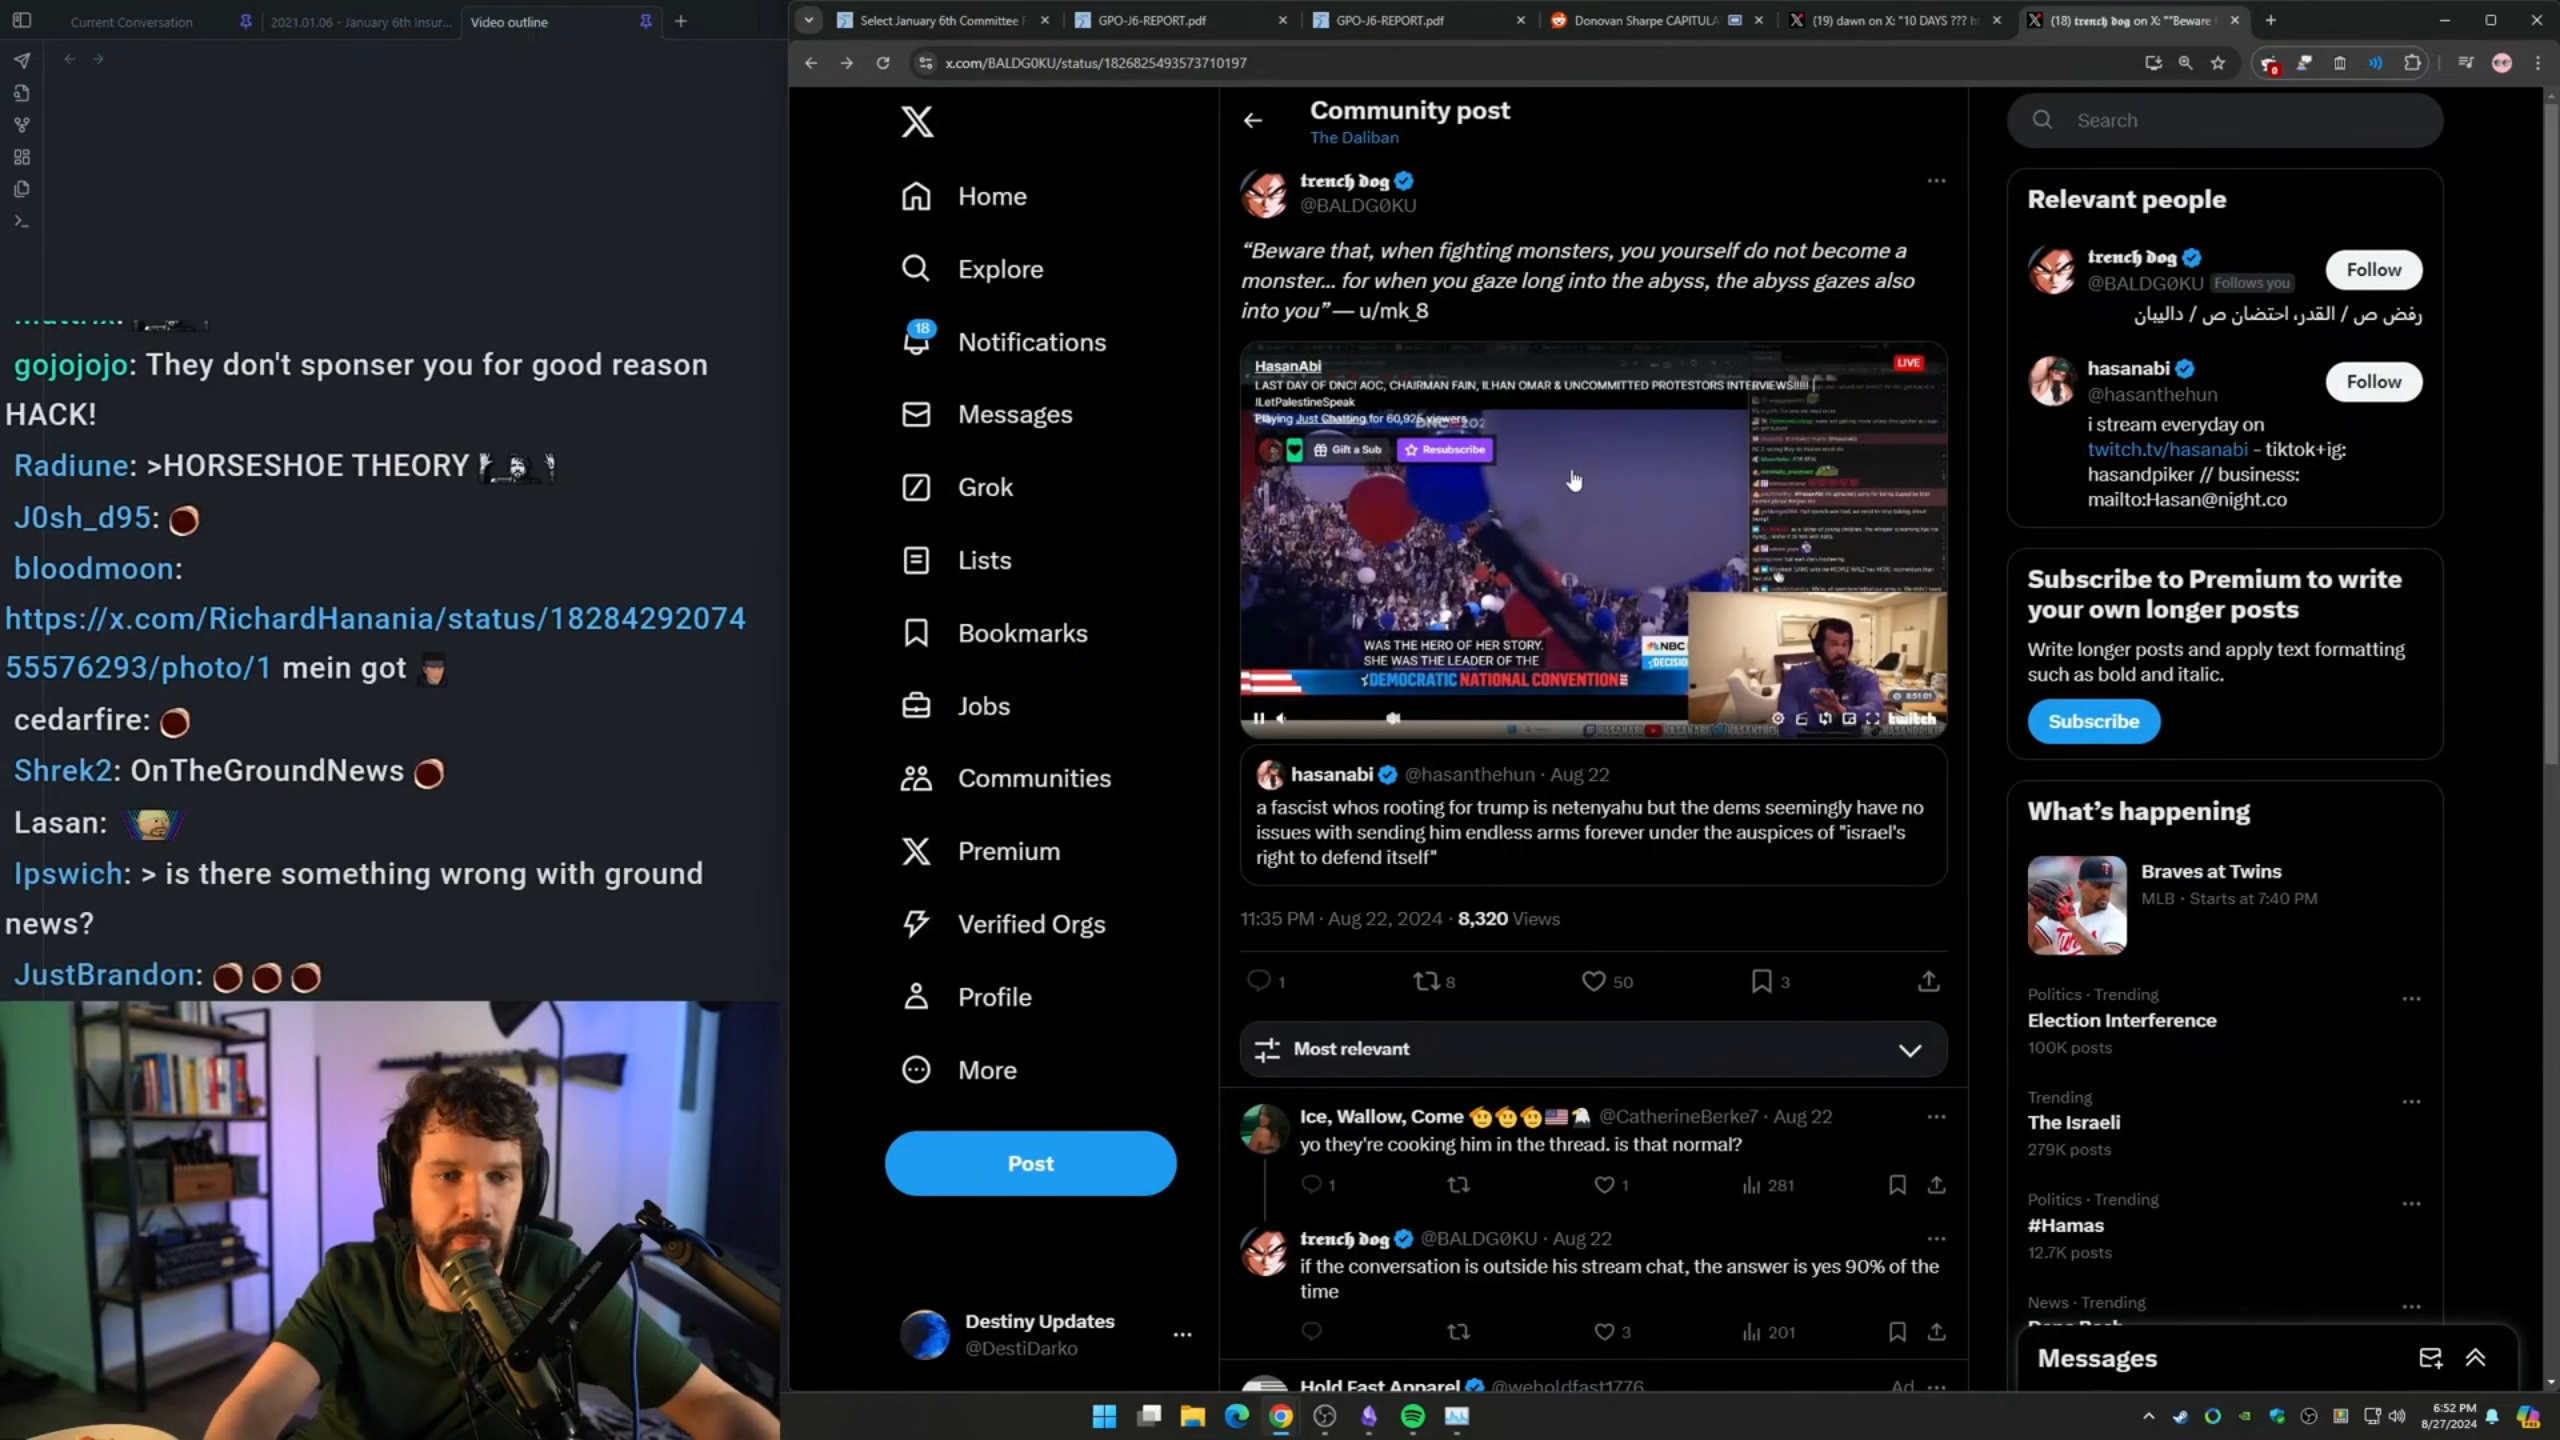 Current Conversation
2021.01.06 - January 6th Insur...
Video outline
gojojojo: They don't sponser you for good reason
HACK!
Radiune: >HORSESHOE THEORY
J0sh_d95:
bloodmoon:
https://x.com/RichardHanania/status/18284292074
55576293/photo/1 mein got
cedarfire:
Shrek2: OnTheGroundNews
Lasan:
Ipswich: > is there something wrong with ground
news?
JustBrandon:
Select January 6th Committee F
GPO-J6-REPORT.pdf
GPO-J6-REPORT.pdf
Donovan Sharpe CAPITULA
(19) dawn on X: "10 DAYS ??? h
(18) 𝖙𝖗𝖊𝖓𝖈𝖍 𝖉𝖔𝖌 on X: "“Beware
x.com/BALDG0KU/status/1826825493573710197
0
Home
Explore
18
Notifications
Messages
Grok
Lists
Bookmarks
Jobs
Communities
Premium
Verified Orgs
Profile
More
Post
Destiny Updates
@DestiDarko
Community post
The Daliban
𝖙𝖗𝖊𝖓𝖈𝖍 𝖉𝖔𝖌
@BALDG0KU
“Beware that, when fighting monsters, you yourself do not become a
monster... for when you gaze long into the abyss, the abyss gazes also
into you” — u/mk_8
HasanAbi
LIVE
LAST DAY OF DNC! AOC, CHAIRMAN FAIN, ILHAN OMAR & UNCOMMITTED PROTESTORS INTERVIEWS!!!!!
!LetPalestineSpeak
Playing Just Chatting for 60,925 viewers
Gift a Sub
Resubscribe
WAS THE HERO OF HER STORY.
SHE WAS THE LEADER OF THE
NBC
DECISIO
DEMOCRATIC NATIONAL CONVENTION
8:51:01
twitch
hasanabi @hasanthehun · Aug 22
a fascist whos rooting for trump is netenyahu but the dems seemingly have no
issues with sending him endless arms forever under the auspices of "israel's
right to defend itself"
11:35 PM · Aug 22, 2024 · 8,320 Views
1
8
50
3
Most relevant
Ice, Wallow, Come 🫡🫡🫡🇺🇸🦅 @CatherineBerke7 · Aug 22
yo they're cooking him in the thread. is that normal?
1
1
281
𝖙𝖗𝖊𝖓𝖈𝖍 𝖉𝖔𝖌 @BALDG0KU · Aug 22
if the conversation is outside his stream chat, the answer is yes 90% of the
time
3
201
Hold Fast Apparel @weholdfast1776
Ad
Search
Relevant people
𝖙𝖗𝖊𝖓𝖈𝖍 𝖉𝖔𝖌
@BALDG0KU Follows you
Follow
رفض ص / القدر، احتضان ص / داليبان
hasanabi
@hasanthehun
Follow
i stream everyday on
twitch.tv/hasanabi - tiktok+ig:
hasandpiker // business:
mailto:Hasan@night.co
Subscribe to Premium to write
your own longer posts
Write longer posts and apply text formatting
such as bold and italic.
Subscribe
What’s happening
Braves at Twins
MLB · Starts at 7:40 PM
Politics · Trending
Election Interference
100K posts
Trending
The Israeli
279K posts
Politics · Trending
#Hamas
12.7K posts
News · Trending
Messages
6:52 PM
8/27/2024